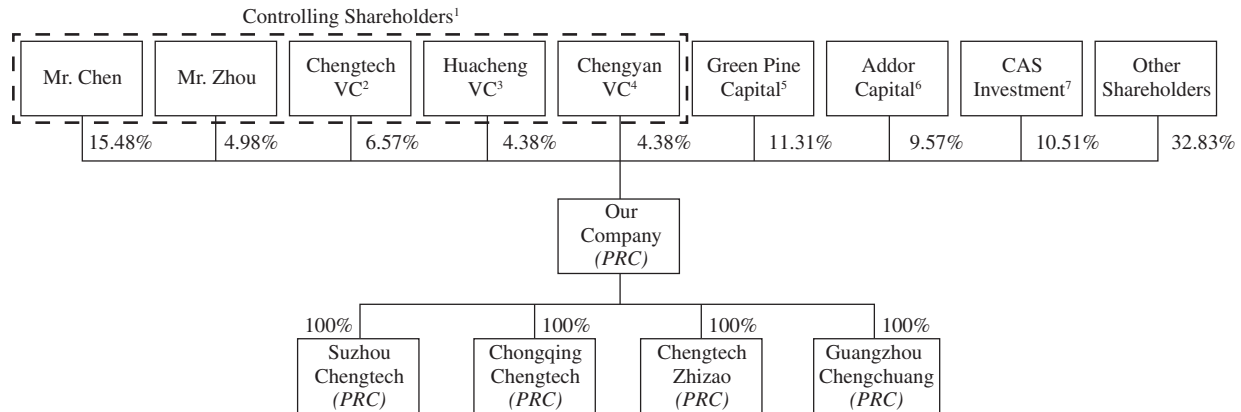 Controlling Shareholders¹
Mr. Chen
Mr. Zhou
Chengtech
VC²
Huacheng
VC³
Chengyan
VC⁴
Green Pine
Capital⁵
Addor
Capital⁶
CAS
Investment⁷
Other
Shareholders
15.48%
4.98%
6.57%
4.38%
4.38%
11.31%
9.57%
10.51%
32.83%
Our
Company
(PRC)
100%
100%
100%
100%
Suzhou
Chengtech
(PRC)
Chongqing
Chengtech
(PRC)
Chengtech
Zhizao
(PRC)
Guangzhou
Chengchuang
(PRC)